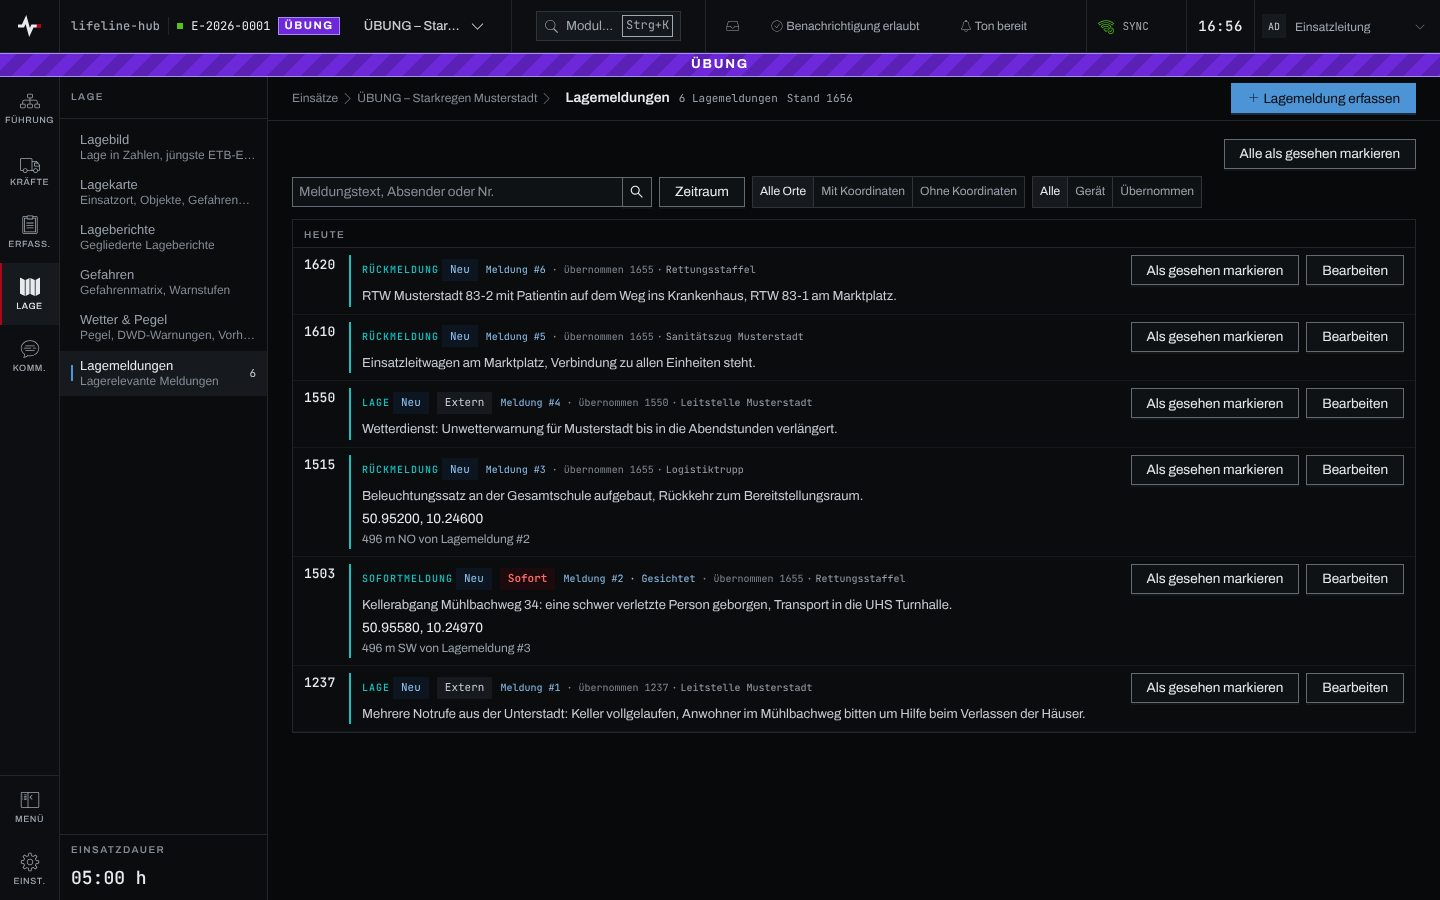 lifeline-hub E-2026-0001 ÜBUNG ÜBUNG – Star... Modul... Strg+K Benachrichtigung erlaubt Ton bereit SYNC 16:56 AD Einsatzleitung
ÜBUNG
FÜHRUNG
KRÄFTE
ERFASS.
LAGE
KOMM.
MENÜ
EINST.
LAGE
Lagebild
Lage in Zahlen, jüngste ETB-E...
Lagekarte
Einsatzort, Objekte, Gefahren...
Lageberichte
Gegliederte Lageberichte
Gefahren
Gefahrenmatrix, Warnstufen
Wetter & Pegel
Pegel, DWD-Warnungen, Vorh...
Lagemeldungen 6
Lagerelevante Meldungen
EINSATZDAUER
05:00 h
Einsätze ÜBUNG – Starkregen Musterstadt Lagemeldungen 6 Lagemeldungen Stand 1656 + Lagemeldung erfassen
Alle als gesehen markieren
Meldungstext, Absender oder Nr. Zeitraum Alle Orte Mit Koordinaten Ohne Koordinaten Alle Gerät Übernommen
HEUTE
1620 RÜCKMELDUNG Neu Meldung #6 · übernommen 1655 · Rettungsstaffel Als gesehen markieren Bearbeiten
RTW Musterstadt 83-2 mit Patientin auf dem Weg ins Krankenhaus, RTW 83-1 am Marktplatz.
1610 RÜCKMELDUNG Neu Meldung #5 · übernommen 1655 · Sanitätszug Musterstadt Als gesehen markieren Bearbeiten
Einsatzleitwagen am Marktplatz, Verbindung zu allen Einheiten steht.
1550 LAGE Neu Extern Meldung #4 · übernommen 1550 · Leitstelle Musterstadt Als gesehen markieren Bearbeiten
Wetterdienst: Unwetterwarnung für Musterstadt bis in die Abendstunden verlängert.
1515 RÜCKMELDUNG Neu Meldung #3 · übernommen 1655 · Logistiktrupp Als gesehen markieren Bearbeiten
Beleuchtungssatz an der Gesamtschule aufgebaut, Rückkehr zum Bereitstellungsraum.
50.95200, 10.24600
496 m NO von Lagemeldung #2
1503 SOFORTMELDUNG Neu Sofort Meldung #2 · Gesichtet · übernommen 1655 · Rettungsstaffel Als gesehen markieren Bearbeiten
Kellerabgang Mühlbachweg 34: eine schwer verletzte Person geborgen, Transport in die UHS Turnhalle.
50.95580, 10.24970
496 m SW von Lagemeldung #3
1237 LAGE Neu Extern Meldung #1 · übernommen 1237 · Leitstelle Musterstadt Als gesehen markieren Bearbeiten
Mehrere Notrufe aus der Unterstadt: Keller vollgelaufen, Anwohner im Mühlbachweg bitten um Hilfe beim Verlassen der Häuser.